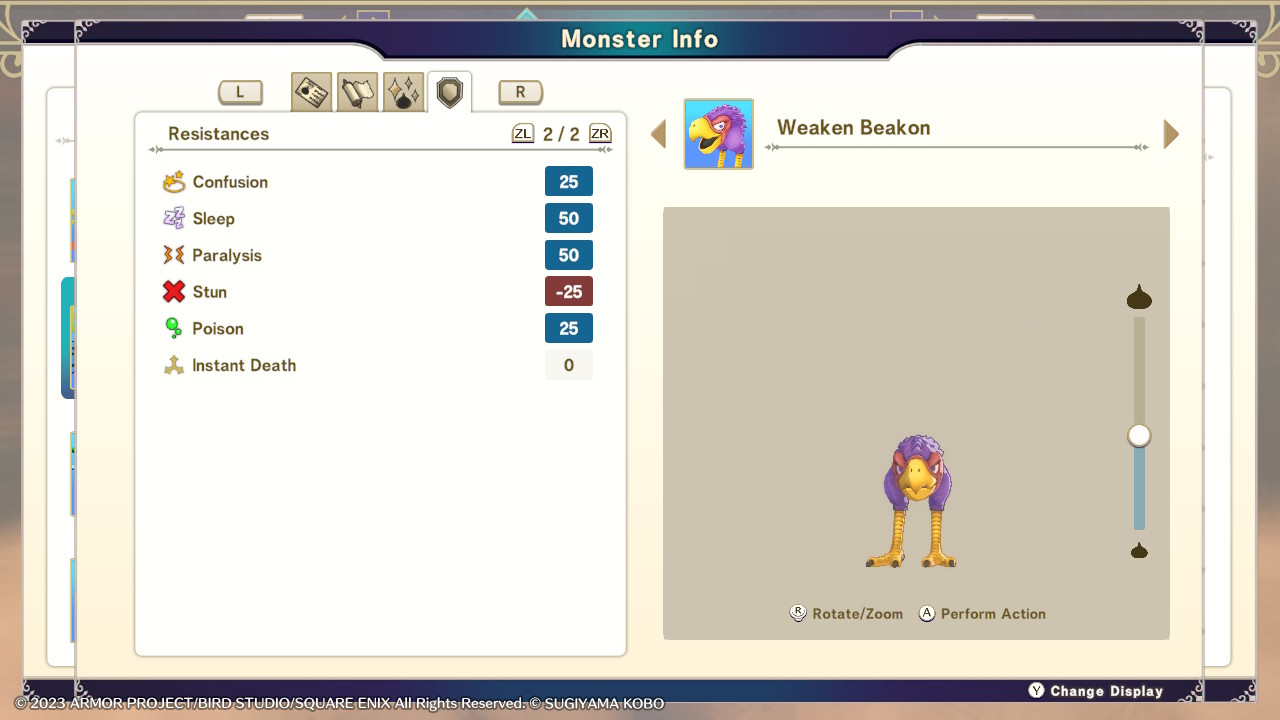 Monster Info
L
R
Resistances
ZL 2 / 2 ZR
Confusion 25
Sleep 50
Paralysis 50
Stun -25
Poison 25
Instant Death 0
Weaken Beakon
R Rotate/Zoom A Perform Action
Y Change Display
© 2023 ARMOR PROJECT/BIRD STUDIO/SQUARE ENIX All Rights Reserved. © SUGIYAMA KOBO